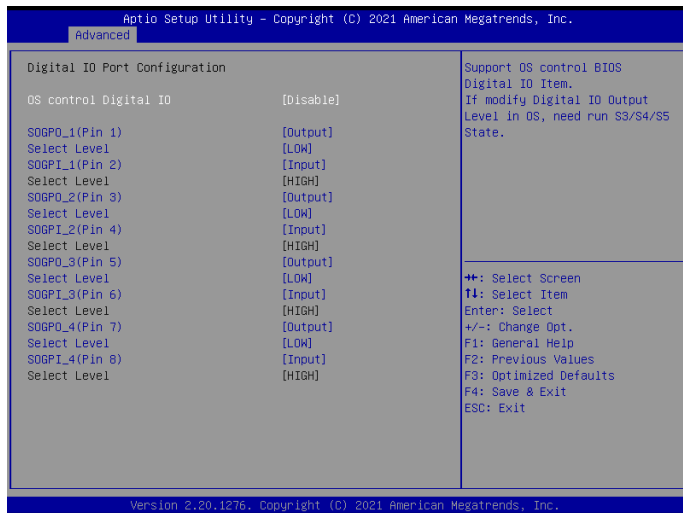 Aptio Setup Utility – Copyright (C) 2021 American Megatrends, Inc.
Advanced
Digital IO Port Configuration
OS control Digital IO [Disable]
SOGPO_1(Pin 1) [Output]
Select Level [LOW]
SOGPI_1(Pin 2) [Input]
Select Level [HIGH]
SOGPO_2(Pin 3) [Output]
Select Level [LOW]
SOGPI_2(Pin 4) [Input]
Select Level [HIGH]
SOGPO_3(Pin 5) [Output]
Select Level [LOW]
SOGPI_3(Pin 6) [Input]
Select Level [HIGH]
SOGPO_4(Pin 7) [Output]
Select Level [LOW]
SOGPI_4(Pin 8) [Input]
Select Level [HIGH]
Support OS control BIOS
Digital IO Item.
If modify Digital IO Output
Level in OS, need run S3/S4/S5
State.
→←: Select Screen
↑↓: Select Item
Enter: Select
+/-: Change Opt.
F1: General Help
F2: Previous Values
F3: Optimized Defaults
F4: Save & Exit
ESC: Exit
Version 2.20.1276. Copyright (C) 2021 American Megatrends, Inc.